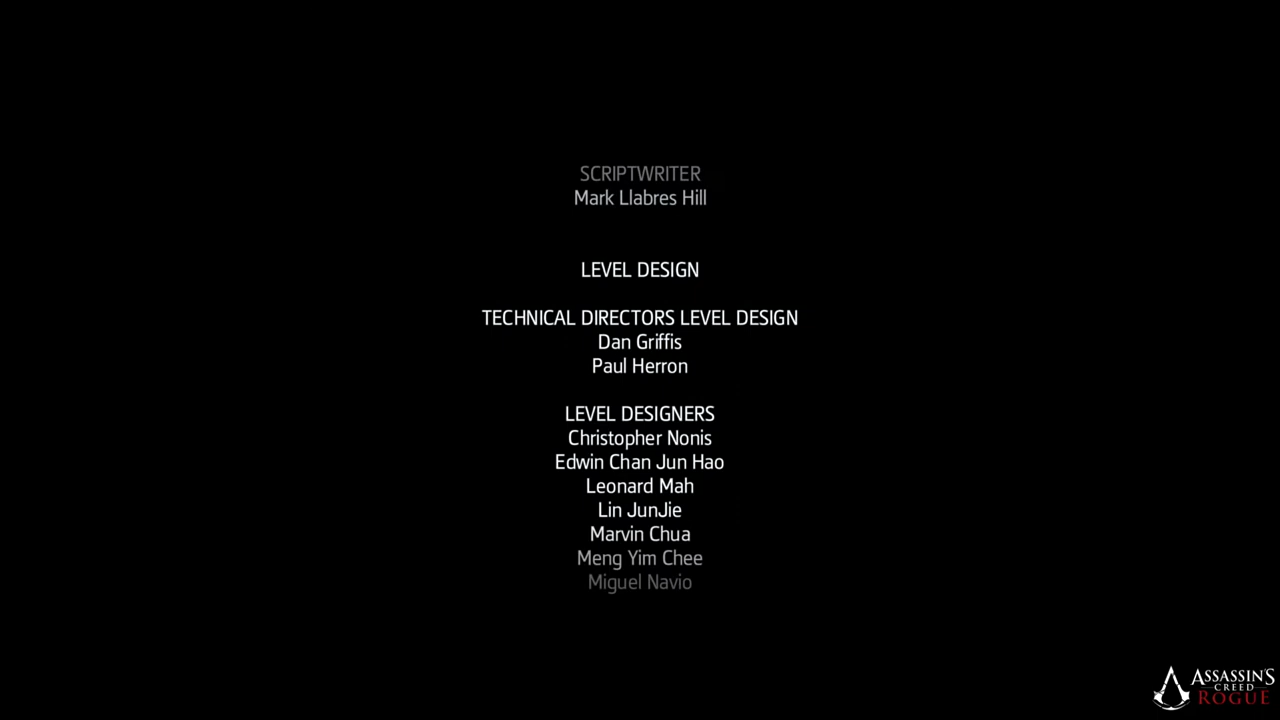 SCRIPTWRITER
Mark Llabres Hill
LEVEL DESIGN
TECHNICAL DIRECTORS LEVEL DESIGN
Dan Griffis
Paul Herron
LEVEL DESIGNERS
Christopher Nonis
Edwin Chan Jun Hao
Leonard Mah
Lin JunJie
Marvin Chua
Meng Yim Chee
Miguel Navio
ASSASSIN'S
CREED
ROGUE